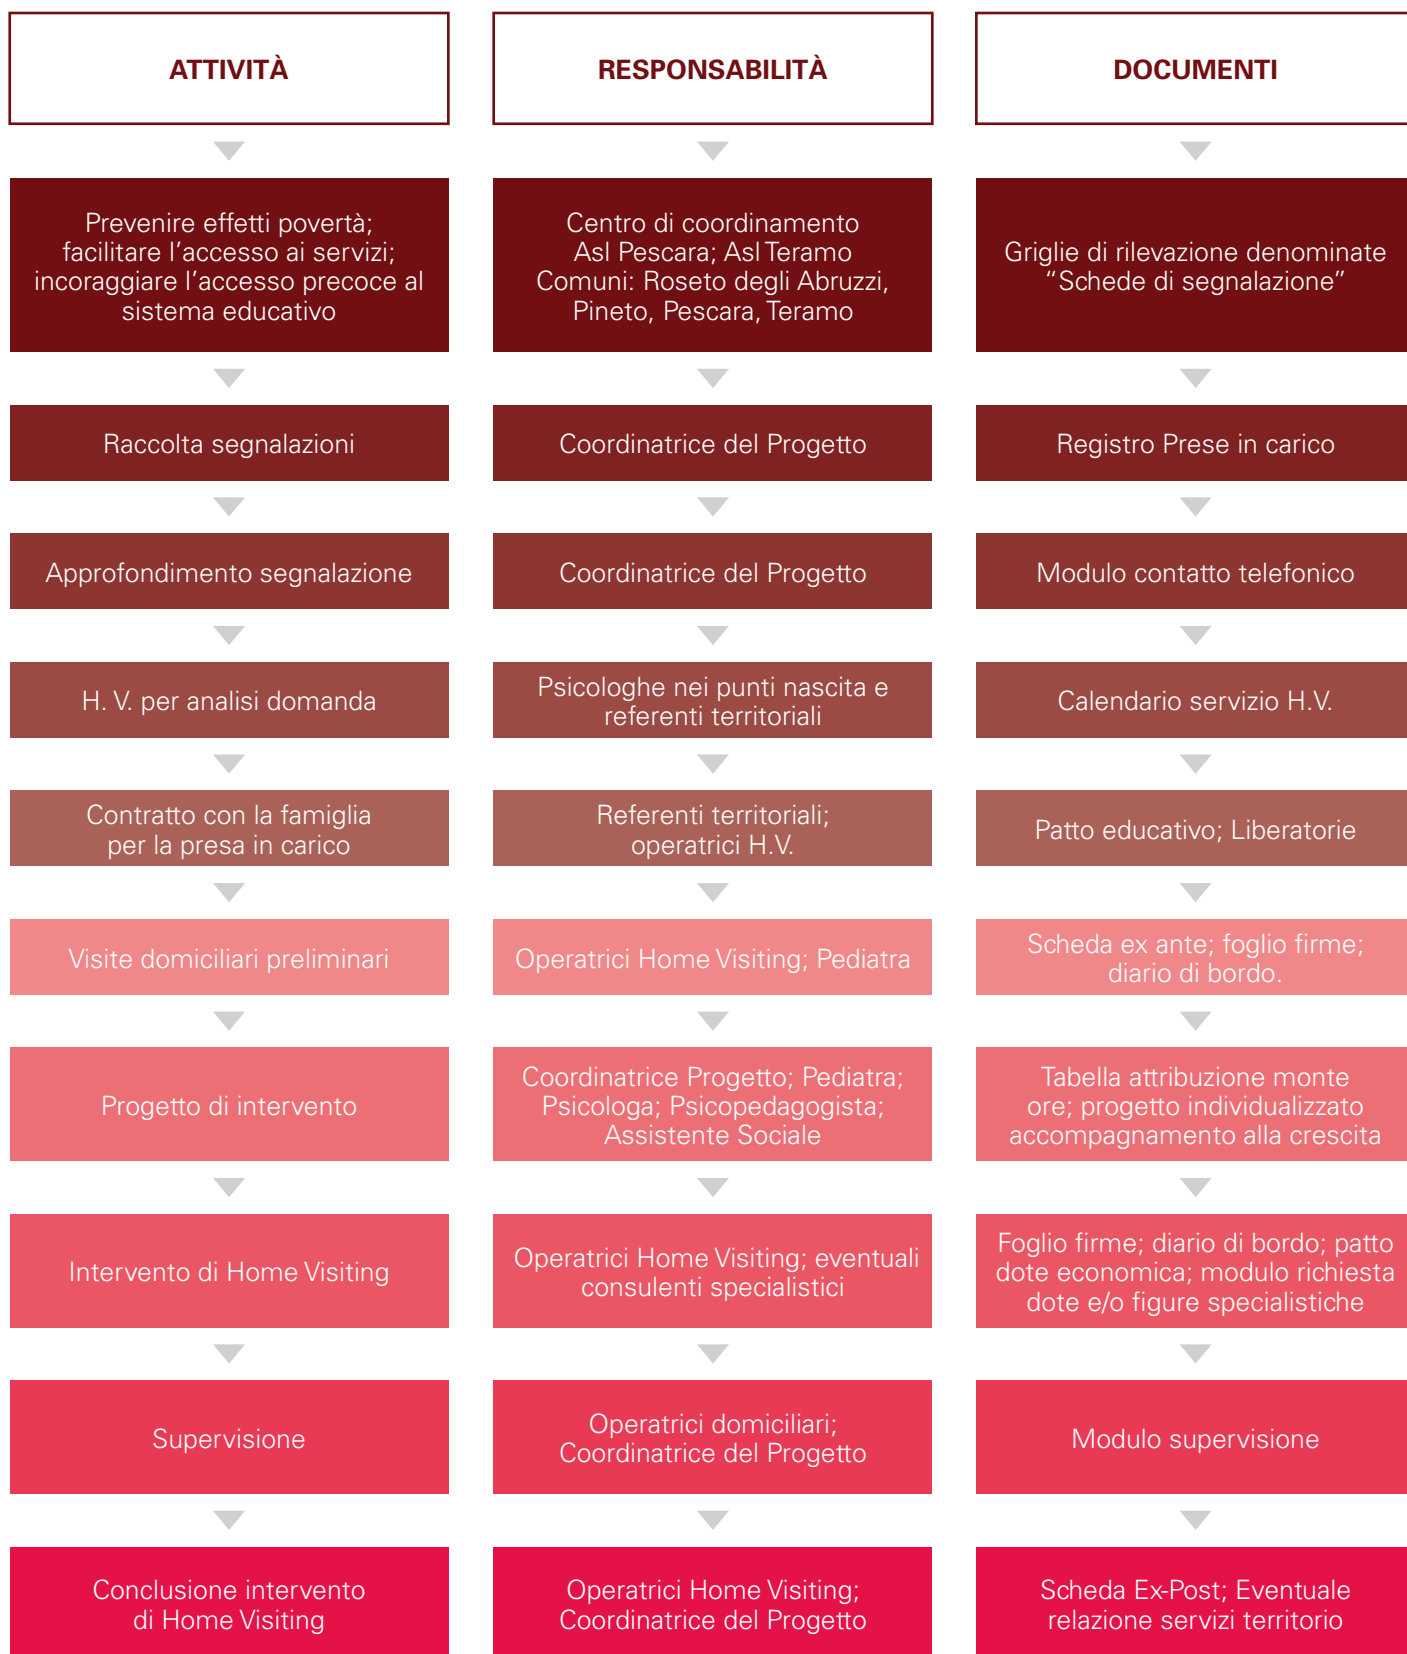 ATTIVITÀ
RESPONSABILITÀ
DOCUMENTI
Prevenire effetti povertà;
facilitare l’accesso ai servizi;
incoraggiare l’accesso precoce al
sistema educativo
Centro di coordinamento
Asl Pescara; Asl Teramo
Comuni: Roseto degli Abruzzi,
Pineto, Pescara, Teramo
Griglie di rilevazione denominate
“Schede di segnalazione”
Raccolta segnalazioni
Coordinatrice del Progetto
Registro Prese in carico
Approfondimento segnalazione
Coordinatrice del Progetto
Modulo contatto telefonico
H. V. per analisi domanda
Psicologhe nei punti nascita e
referenti territoriali
Calendario servizio H.V.
Contratto con la famiglia
per la presa in carico
Referenti territoriali;
operatrici H.V.
Patto educativo; Liberatorie
Visite domiciliari preliminari
Operatrici Home Visiting; Pediatra
Scheda ex ante; foglio firme;
diario di bordo.
Progetto di intervento
Coordinatrice Progetto; Pediatra;
Psicologa; Psicopedagogista;
Assistente Sociale
Tabella attribuzione monte
ore; progetto individualizzato
accompagnamento alla crescita
Intervento di Home Visiting
Operatrici Home Visiting; eventuali
consulenti specialistici
Foglio firme; diario di bordo; patto
dote economica; modulo richiesta
dote e/o figure specialistiche
Supervisione
Operatrici domiciliari;
Coordinatrice del Progetto
Modulo supervisione
Conclusione intervento
di Home Visiting
Operatrici Home Visiting;
Coordinatrice del Progetto
Scheda Ex-Post; Eventuale
relazione servizi territorio